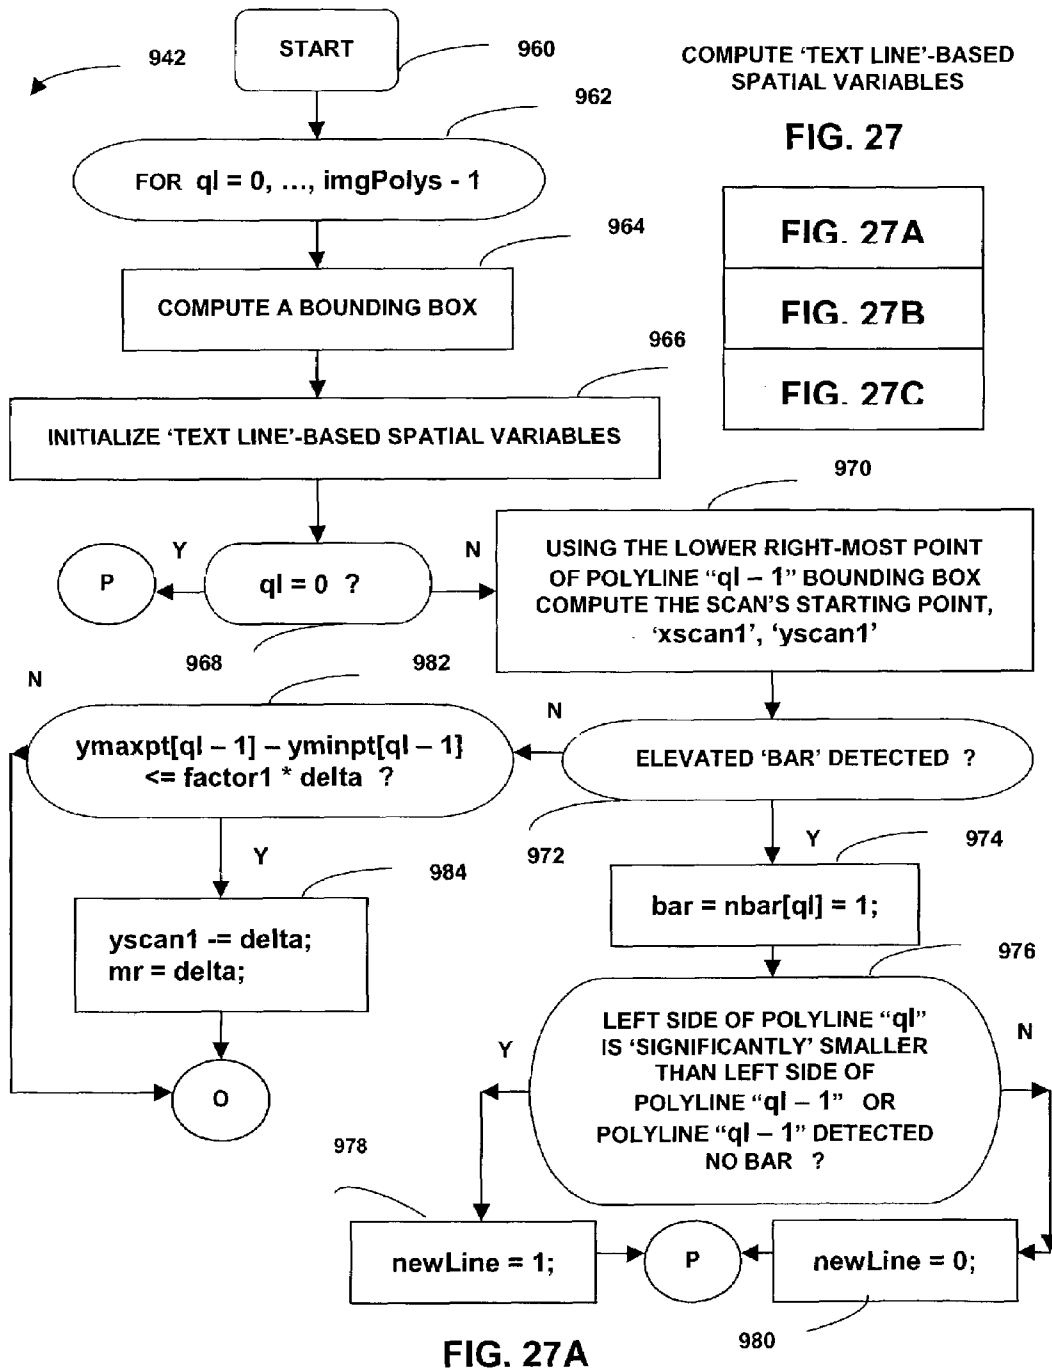 942
START
960
COMPUTE ‘TEXT LINE’-BASED
SPATIAL VARIABLES
FIG. 27
962
FOR ql = 0, ..., imgPolys - 1
FIG. 27A
FIG. 27B
FIG. 27C
964
COMPUTE A BOUNDING BOX
966
INITIALIZE ‘TEXT LINE’-BASED SPATIAL VARIABLES
970
P
Y
ql = 0 ?
N
968
USING THE LOWER RIGHT-MOST POINT
OF POLYLINE “ql – 1” BOUNDING BOX
COMPUTE THE SCAN’S STARTING POINT,
‘xscan1’, ‘yscan1’
N
982
ymaxpt[ql – 1] – yminpt[ql – 1]
<= factor1 * delta ?
N
ELEVATED ‘BAR’ DETECTED ?
972
Y
974
Y
984
yscan1 -= delta;
mr = delta;
O
bar = nbar[ql] = 1;
976
LEFT SIDE OF POLYLINE “ql”
IS ‘SIGNIFICANTLY’ SMALLER
THAN LEFT SIDE OF
POLYLINE “ql – 1” OR
POLYLINE “ql – 1” DETECTED
NO BAR ?
Y
N
978
newLine = 1;
P
newLine = 0;
980
FIG. 27A